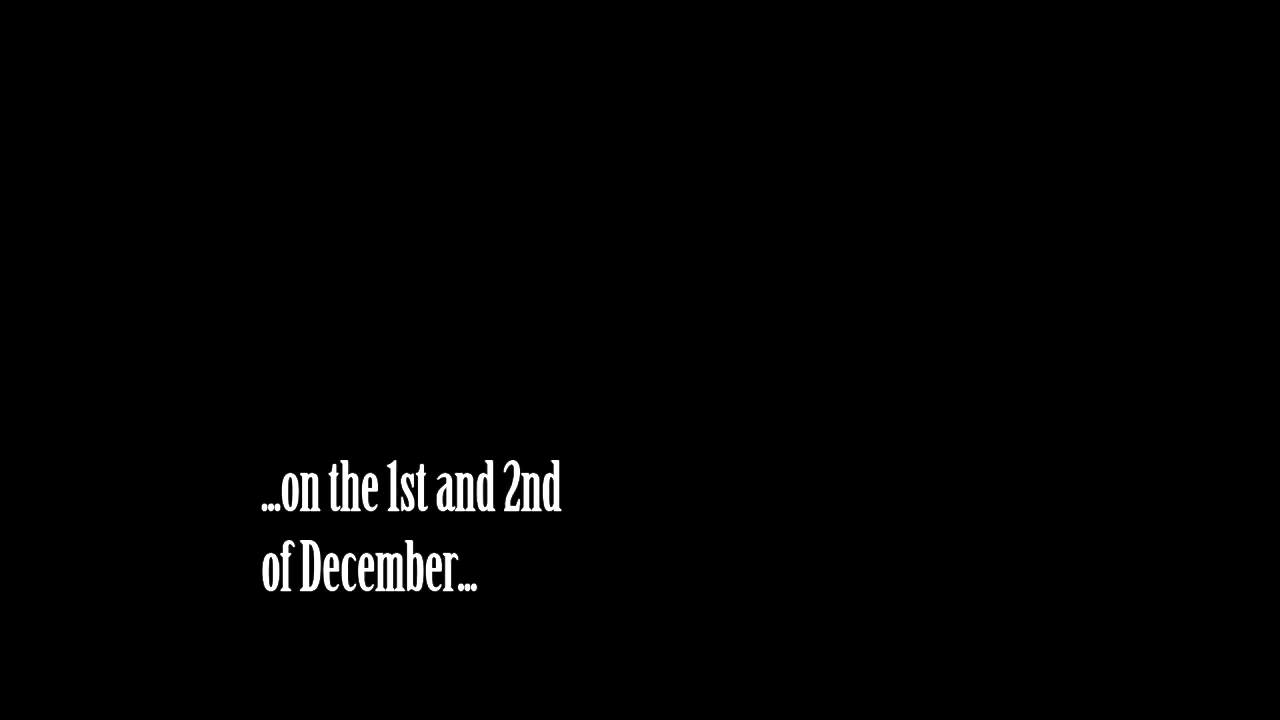 ...on the 1st and 2nd
of December...